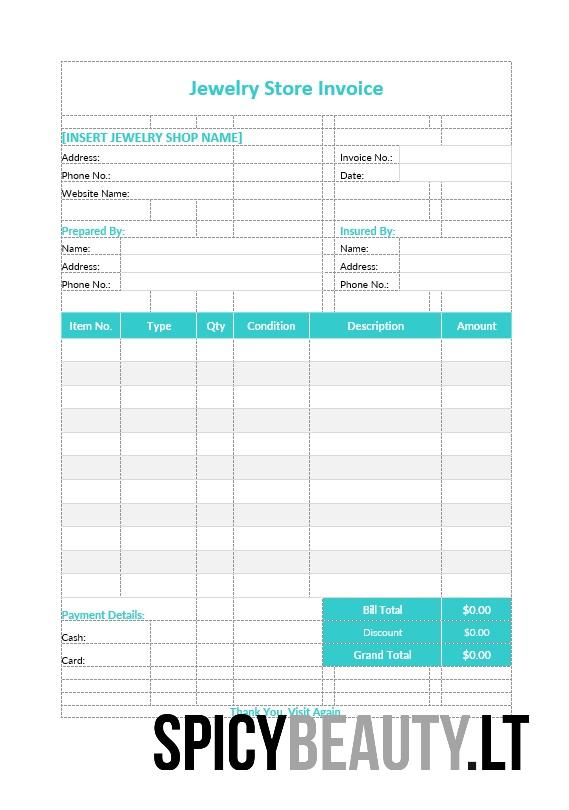 Jewelry Store Invoice
[INSERT JEWELRY SHOP NAME]
Address:
Invoice No.:
Phone No.:
Date:
Website Name:
Prepared By: Insured By:
Name: Name:
Address: Address:
Phone No.: Phone No.:
Item No. Type Qty Condition Description Amount
Bill Total $0.00
Payment Details:
Discount $0.00
Cash:
Grand Total $0.00
Card:
Thank You, Visit Again
SPICYBEAUTY.LT